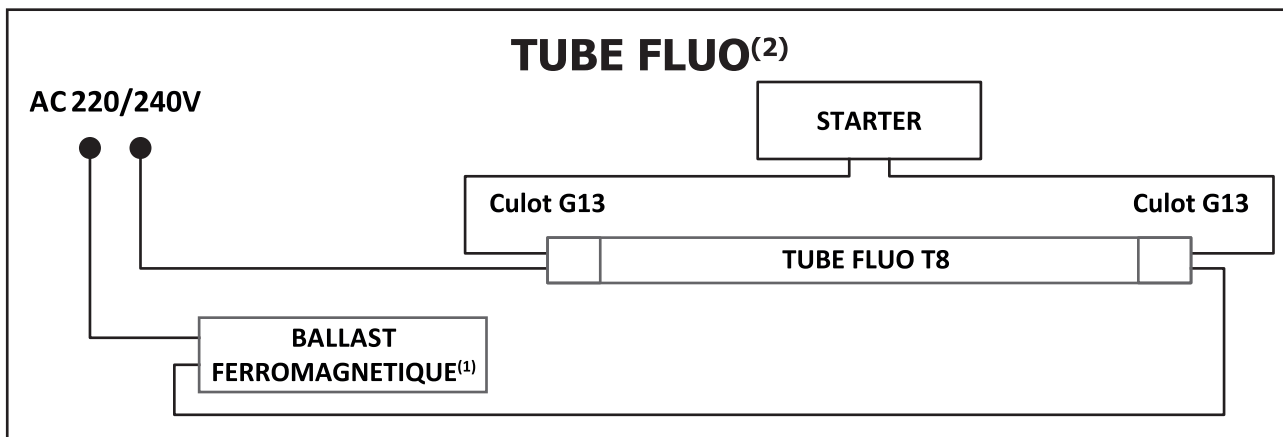 TUBE FLUO(2)
AC 220/240V
STARTER
Culot G13
Culot G13
TUBE FLUO T8
BALLAST
FERROMAGNETIQUE(1)